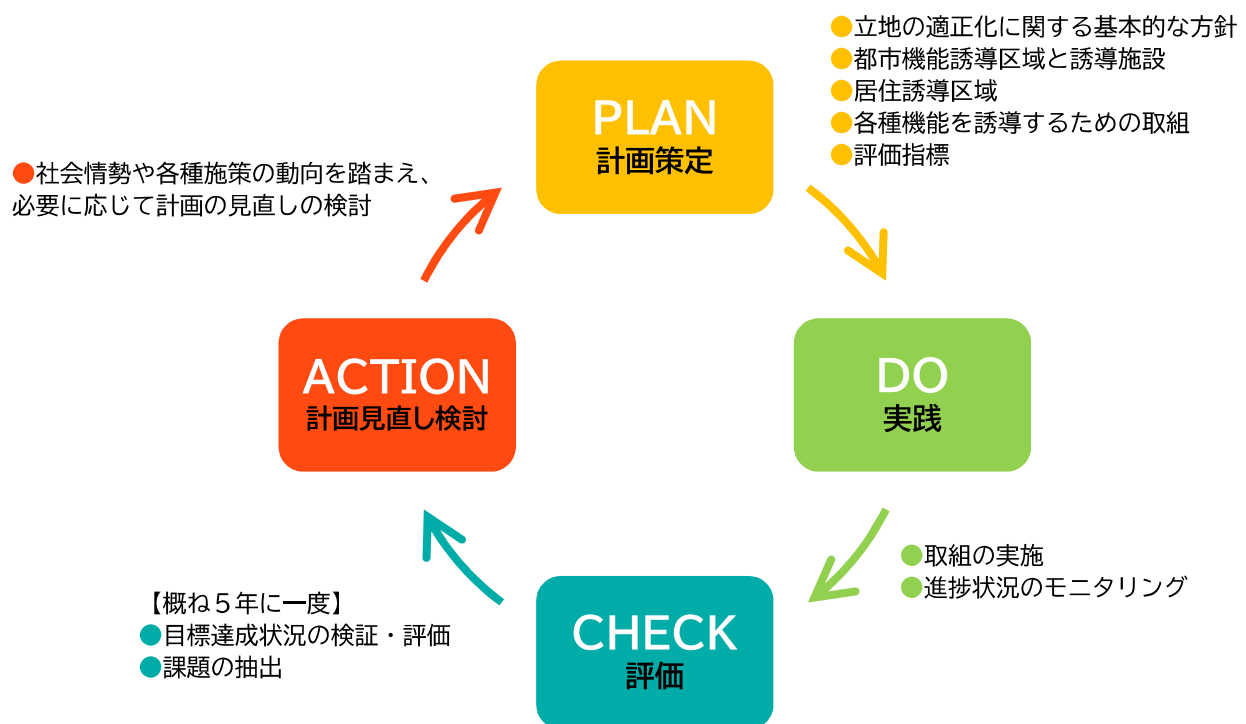 ●立地の適正化に関する基本的な方針
●都市機能誘導区域と誘導施設
●居住誘導区域
●各種機能を誘導するための取組
●評価指標
PLAN
計画策定
●社会情勢や各種施策の動向を踏まえ、
必要に応じて計画の見直しの検討
ACTION
計画見直し検討
DO
実践
●取組の実施
●進捗状況のモニタリング
【概ね５年に一度】
●目標達成状況の検証・評価
●課題の抽出
CHECK
評価